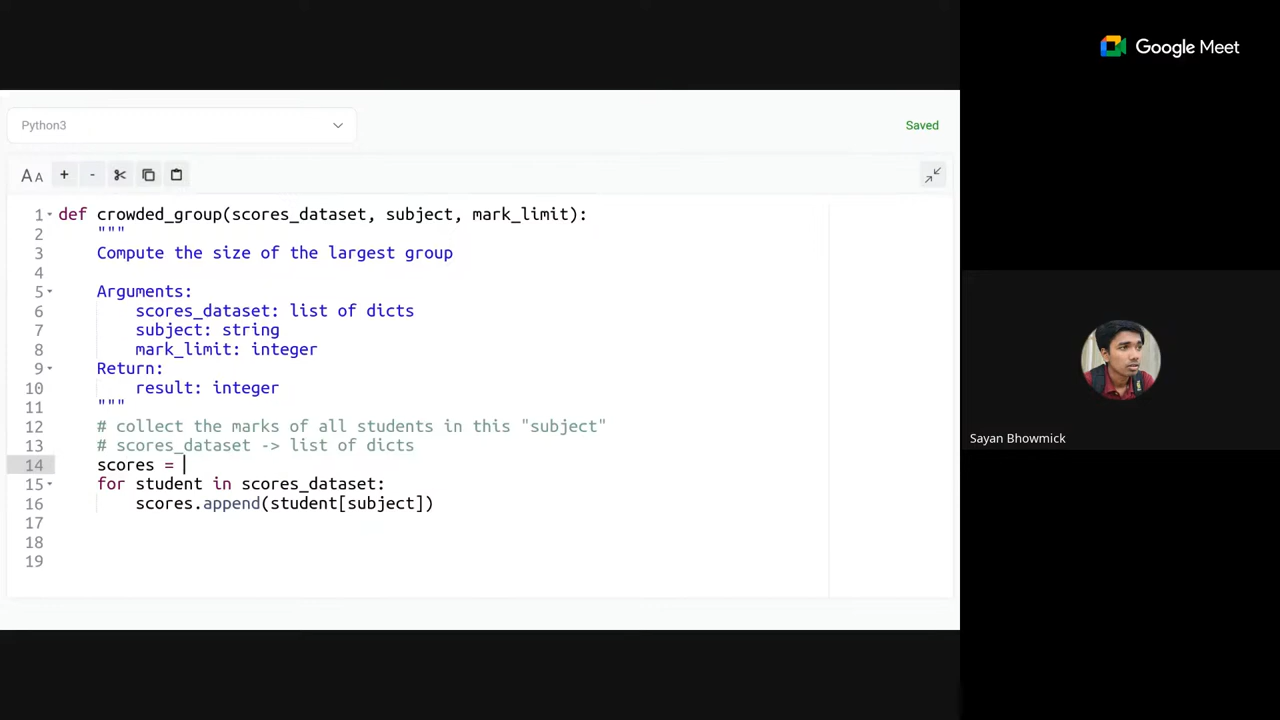 Google Meet
Python3
Saved
AA + -
1 def crowded_group(scores_dataset, subject, mark_limit):
2 """
3 Compute the size of the largest group
4
5 Arguments:
6 scores_dataset: list of dicts
7 subject: string
8 mark_limit: integer
9 Return:
10 result: integer
11 """
12 # collect the marks of all students in this "subject"
13 # scores_dataset -> list of dicts
14 scores =
15 for student in scores_dataset:
16 scores.append(student[subject])
17
18
19
Sayan Bhowmick